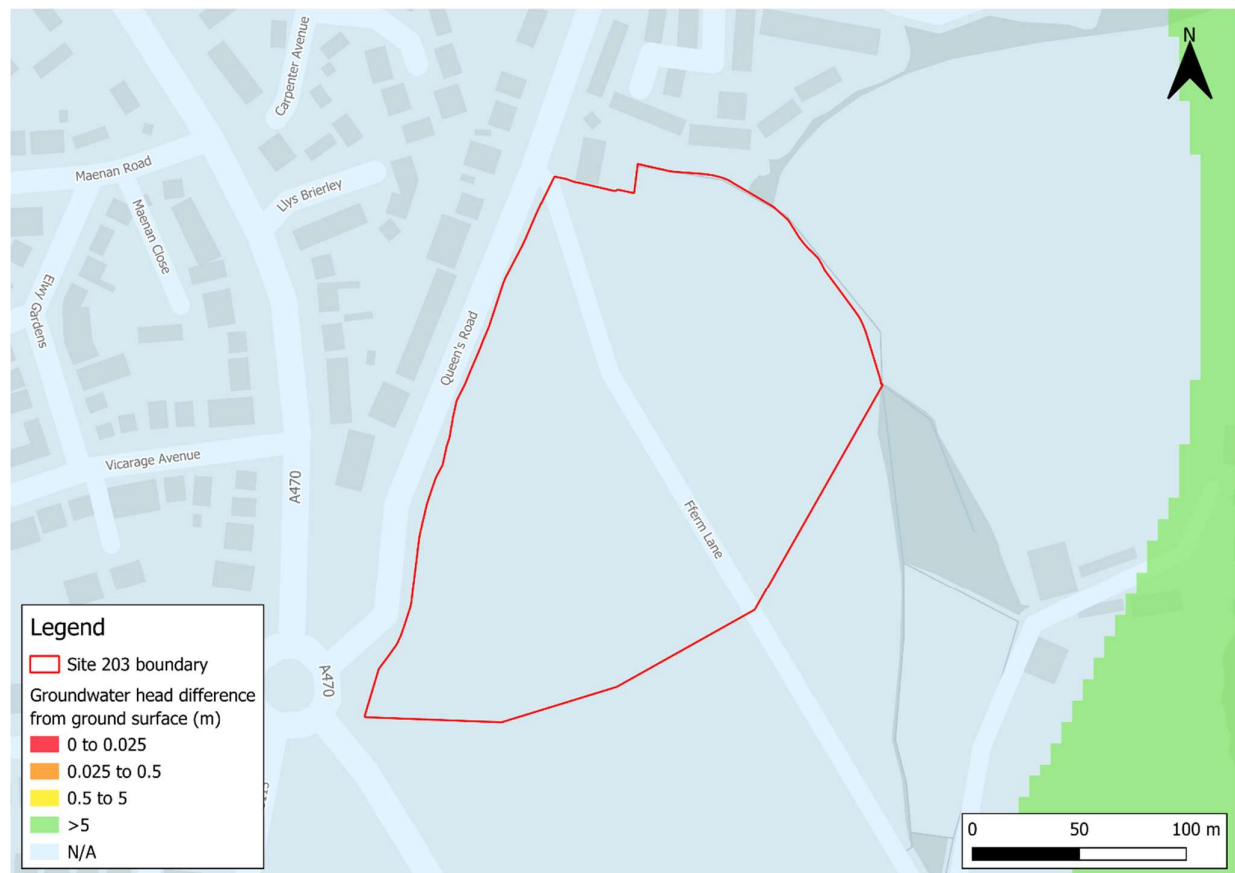 N
Carpenter Avenue
Maenan Road
Llys Brierley
Maenan Close
Elwy Gardens
Queen's Road
Vicarage Avenue
A470
Fferm Lane
A470
Legend
Site 203 boundary
Groundwater head difference
from ground surface (m)
0 to 0.025
0.025 to 0.5
0.5 to 5
>5
N/A
0 50 100 m